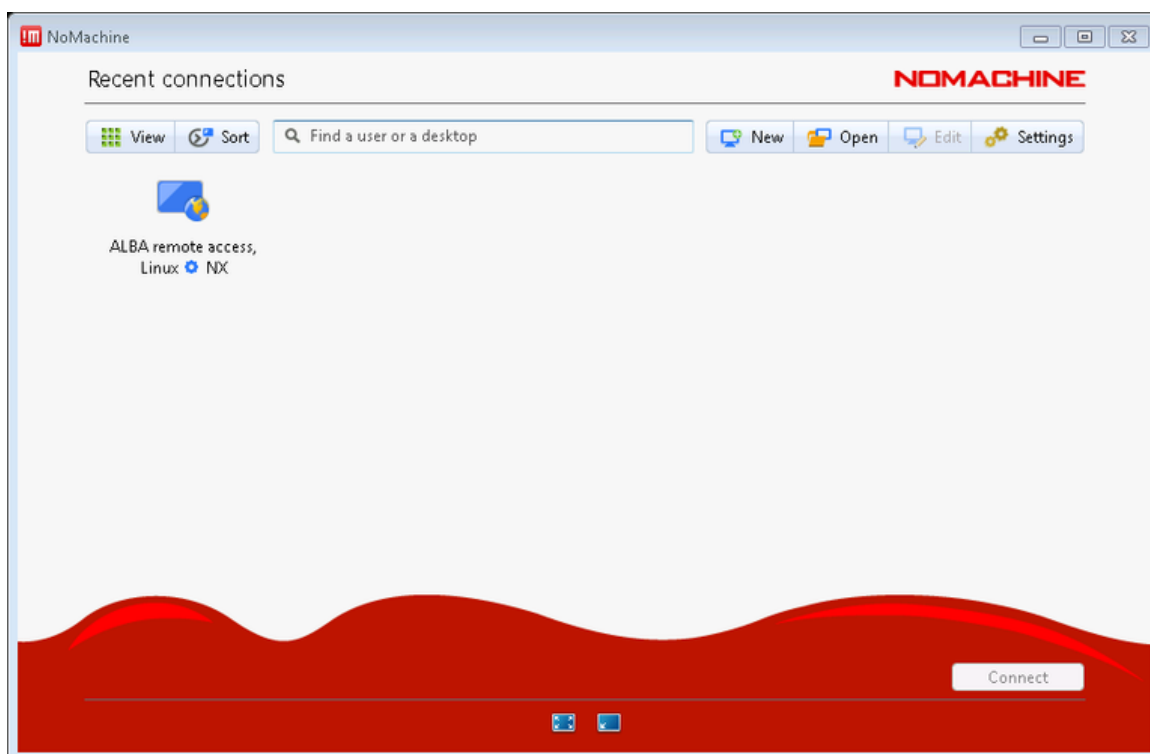 NoMachine
Recent connections
NOMACHINE
View Sort Find a user or a desktop New Open Edit Settings
ALBA remote access,
Linux NX
Connect